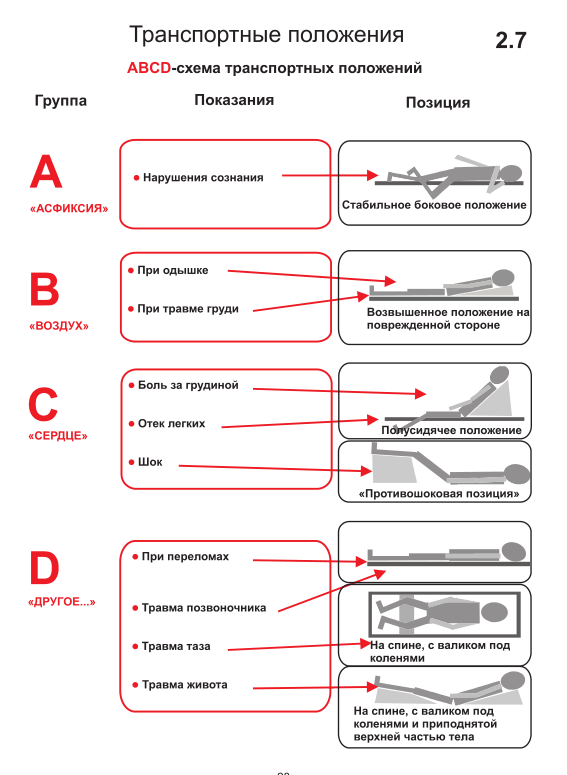 Транспортные положения
2.7
ABCD-схема транспортных положений
Группа
Показания
Позиция
A
«АСФИКСИЯ»
• Нарушения сознания
Стабильное боковое положение
B
«ВОЗДУХ»
• При одышке
• При травме груди
Возвышенное положение на
поврежденной стороне
C
«СЕРДЦЕ»
• Боль за грудиной
• Отек легких
• Шок
Полусидячее положение
«Противошоковая позиция»
D
«ДРУГОЕ...»
• При переломах
• Травма позвоночника
• Травма таза
• Травма живота
На спине, с валиком под
коленями
На спине, с валиком под
коленями и приподнятой
верхней частью тела